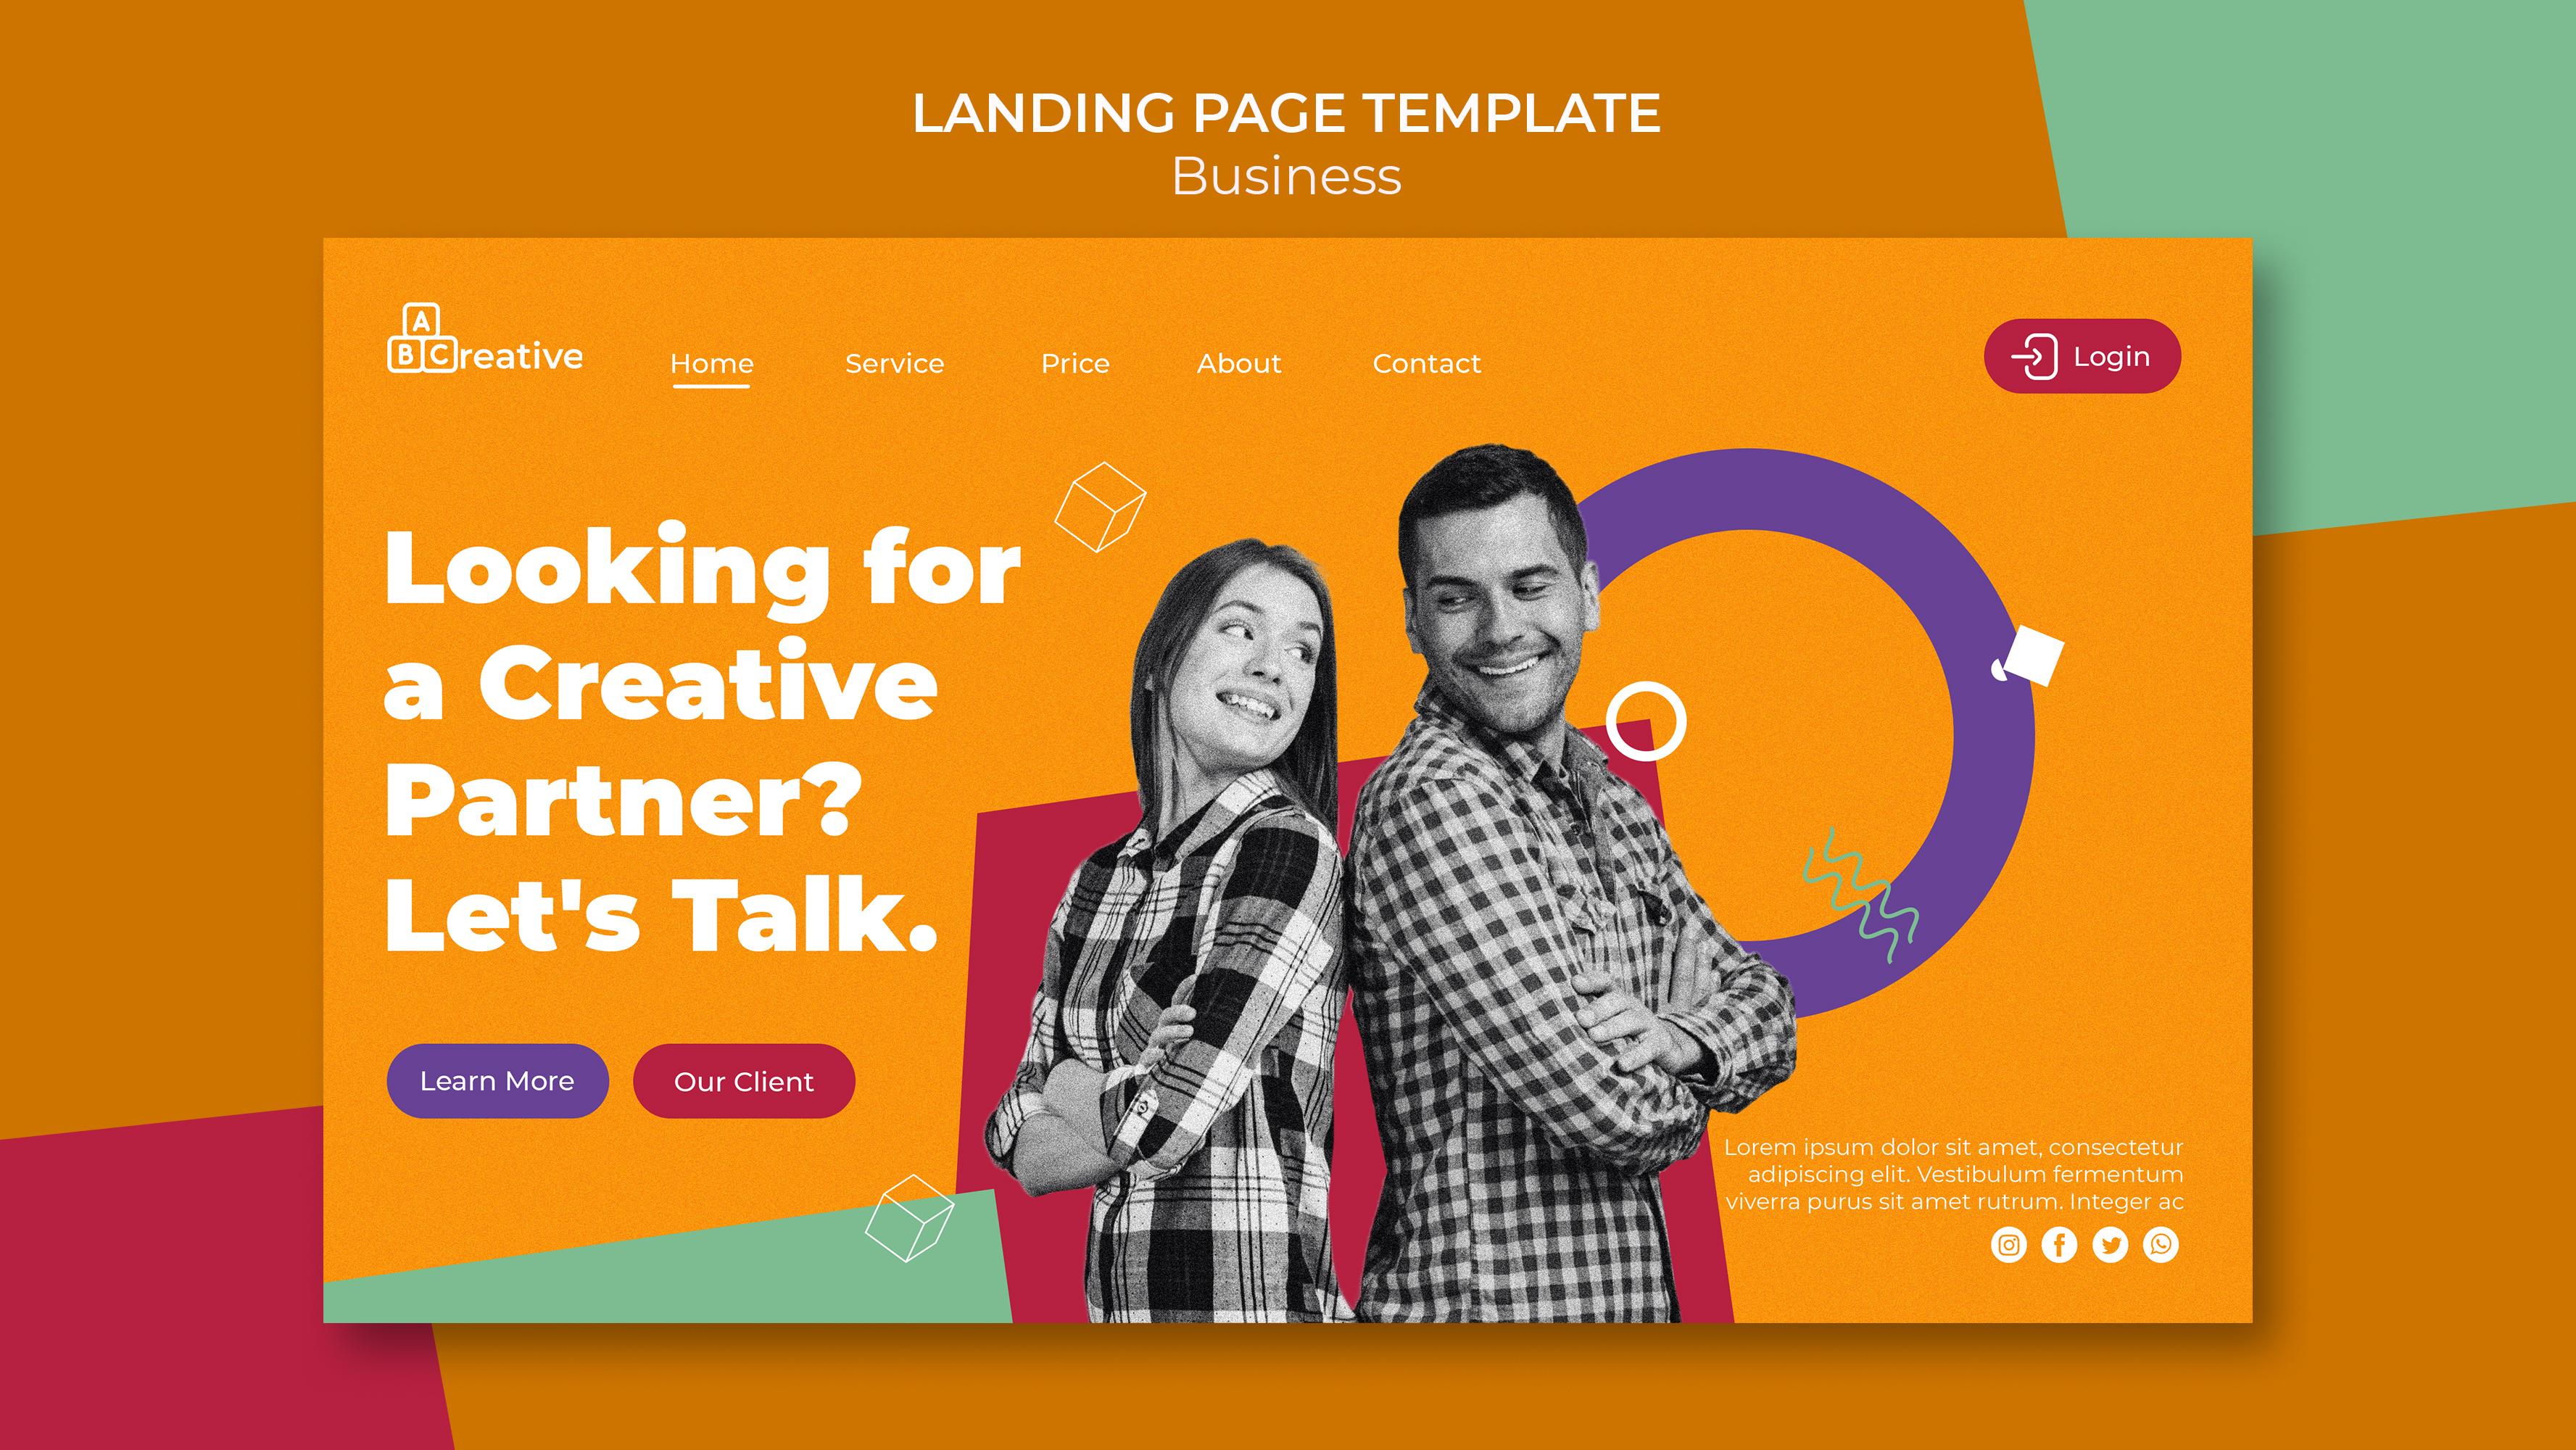 LANDING PAGE TEMPLATE
Business
ABCreative
Home Service Price About Contact
Login
Looking for
a Creative
Partner?
Let's Talk.
Learn More Our Client
Lorem ipsum dolor sit amet, consectetur
adipiscing elit. Vestibulum fermentum
viverra purus sit amet rutrum. Integer ac